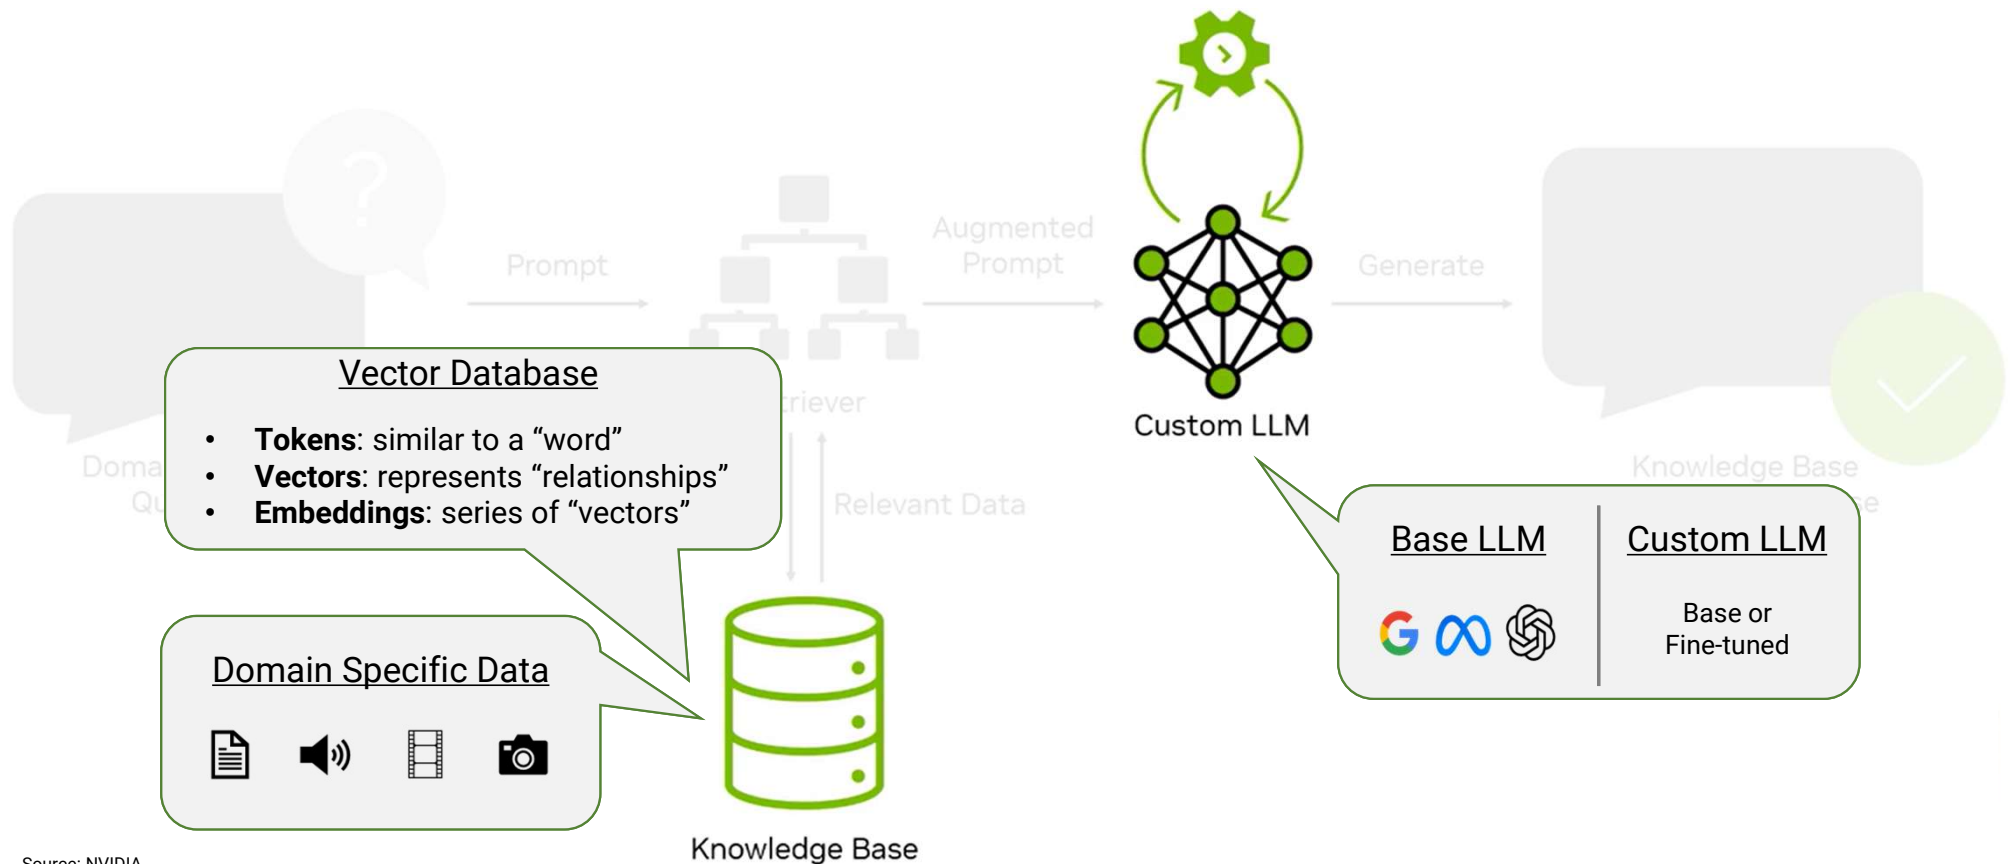 Prompt
Augmented
Prompt
Generate
Vector Database
• Tokens: similar to a “word”
• Vectors: represents “relationships”
• Embeddings: series of “vectors”
Custom LLM
Relevant Data
Knowledge Base
Base LLM
Custom LLM
Base or
Fine-tuned
Domain Specific Data
Knowledge Base
Source: NVIDIA